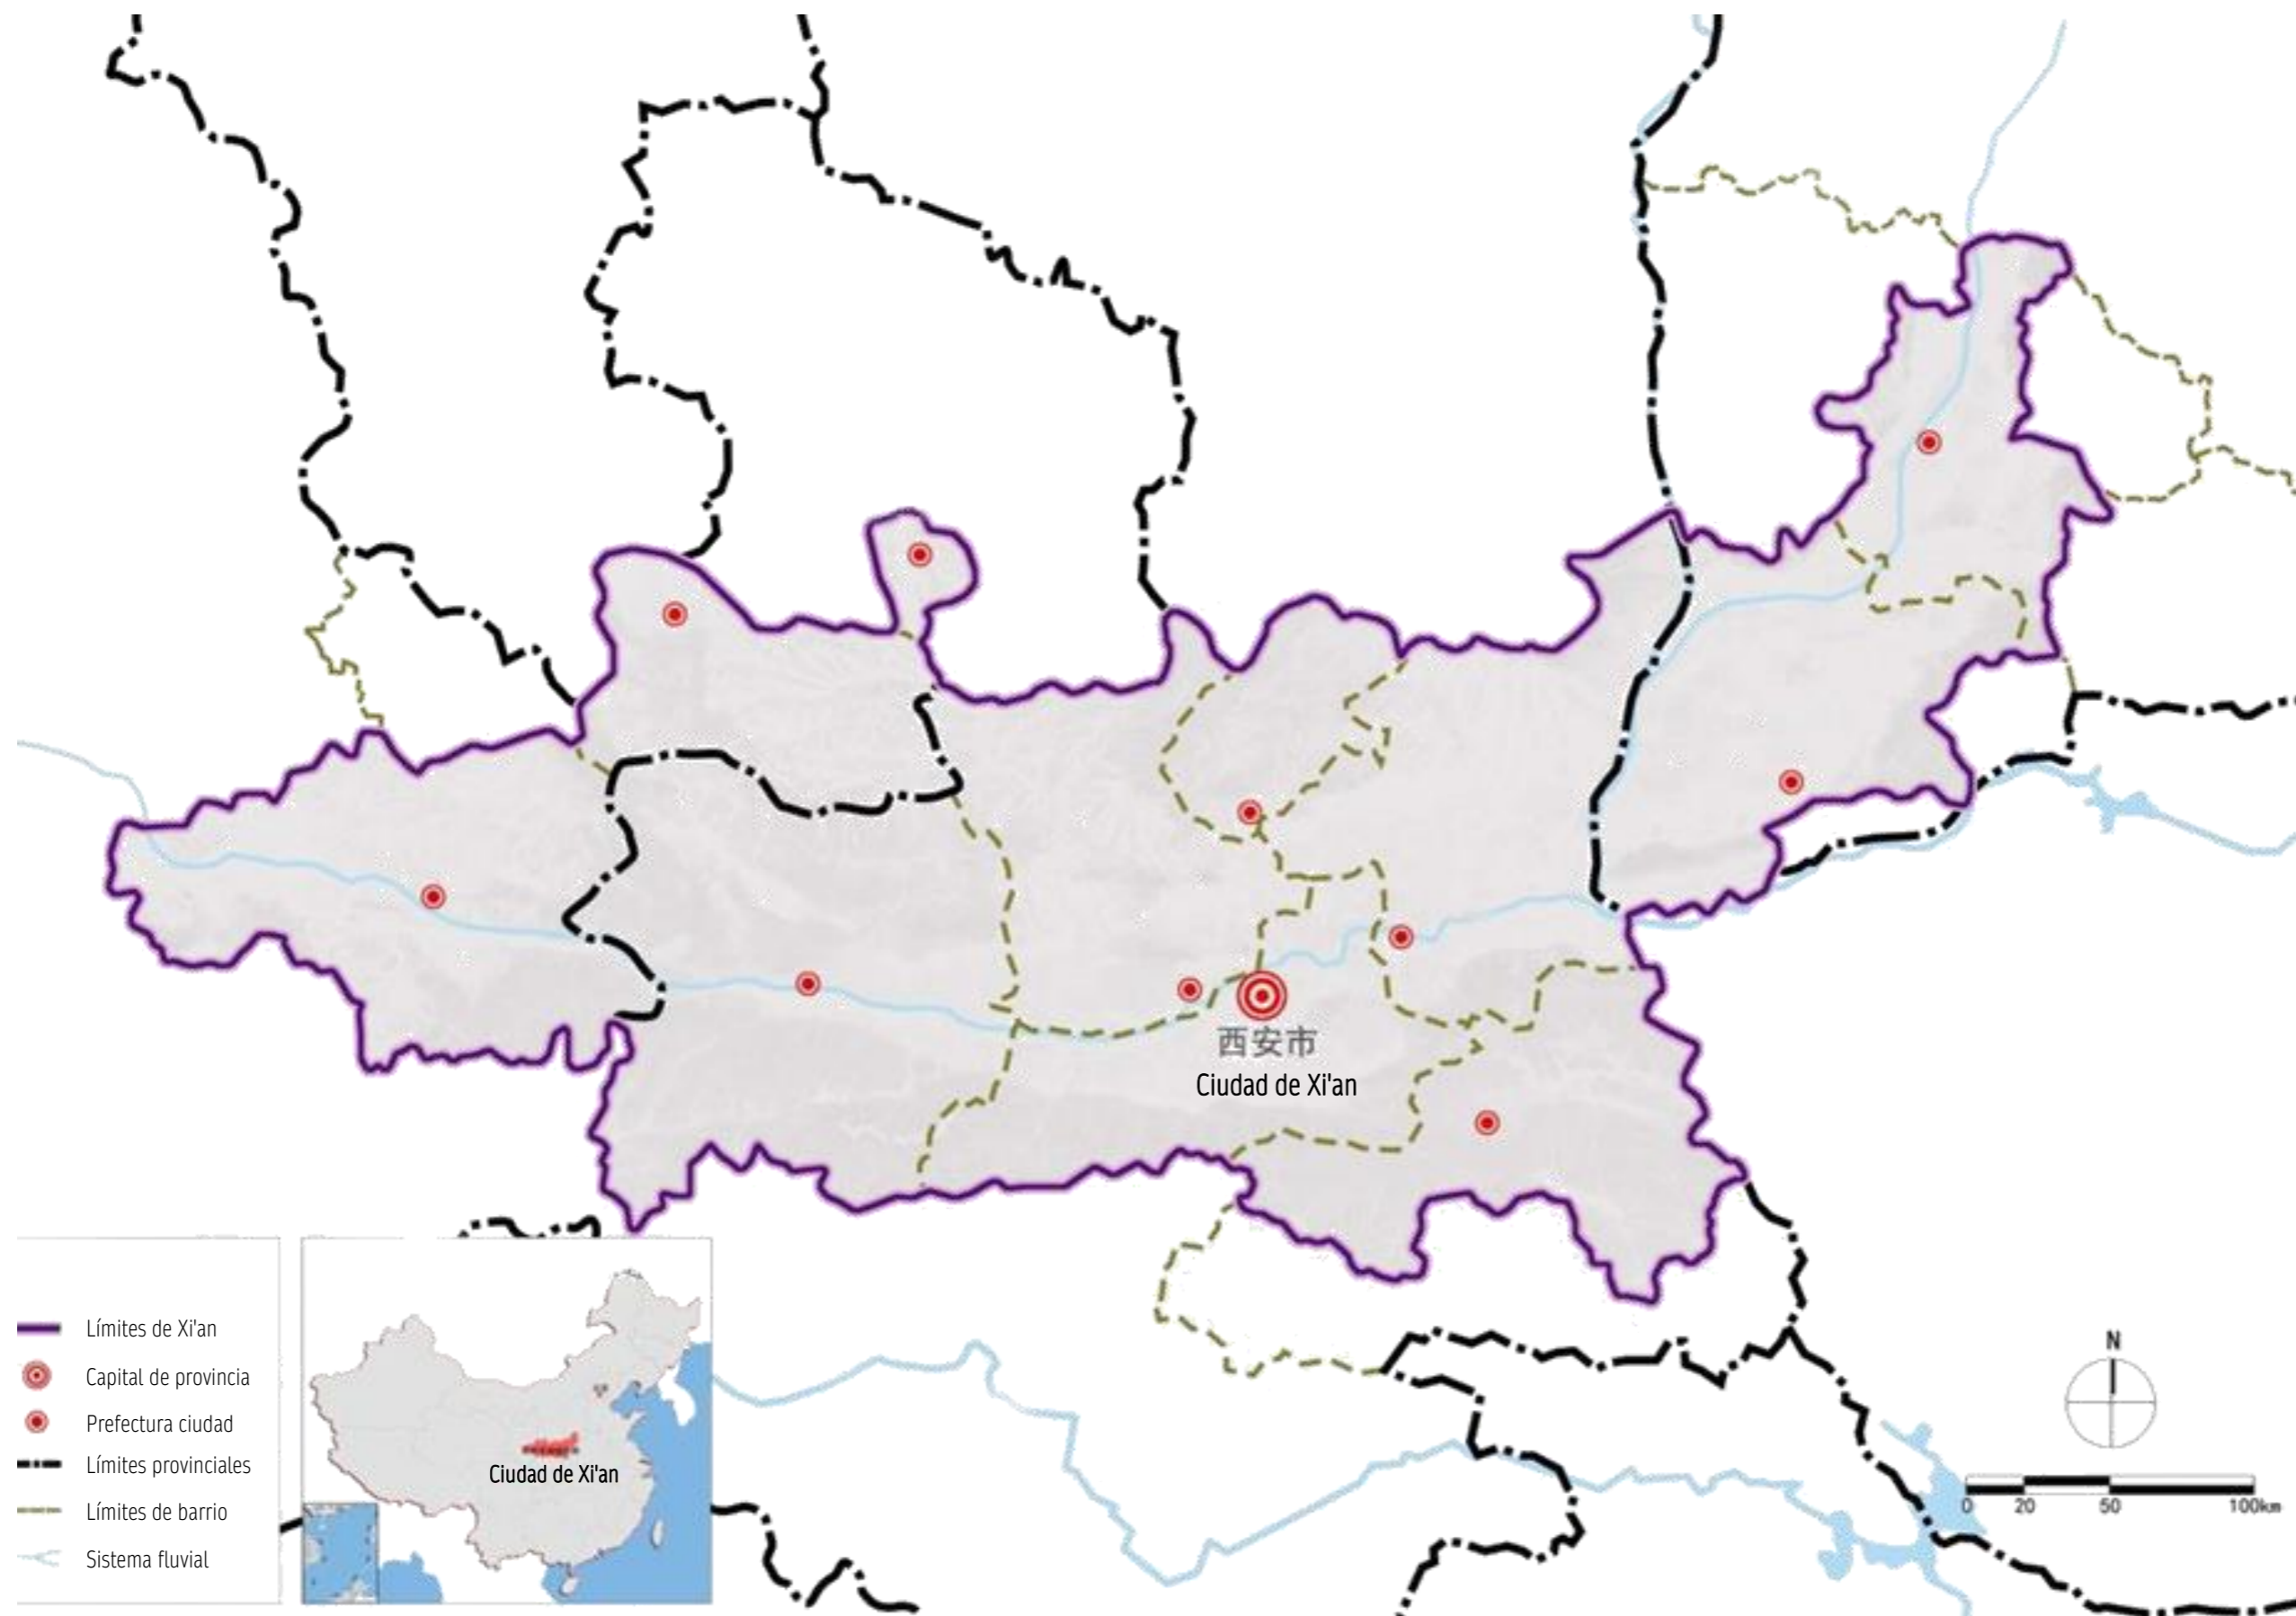 西安市
Ciudad de Xi'an
Límites de Xi'an
Capital de provincia
Prefectura ciudad
Límites provinciales
Límites de barrio
Sistema fluvial
Ciudad de Xi'an
N
0 20 50 100km